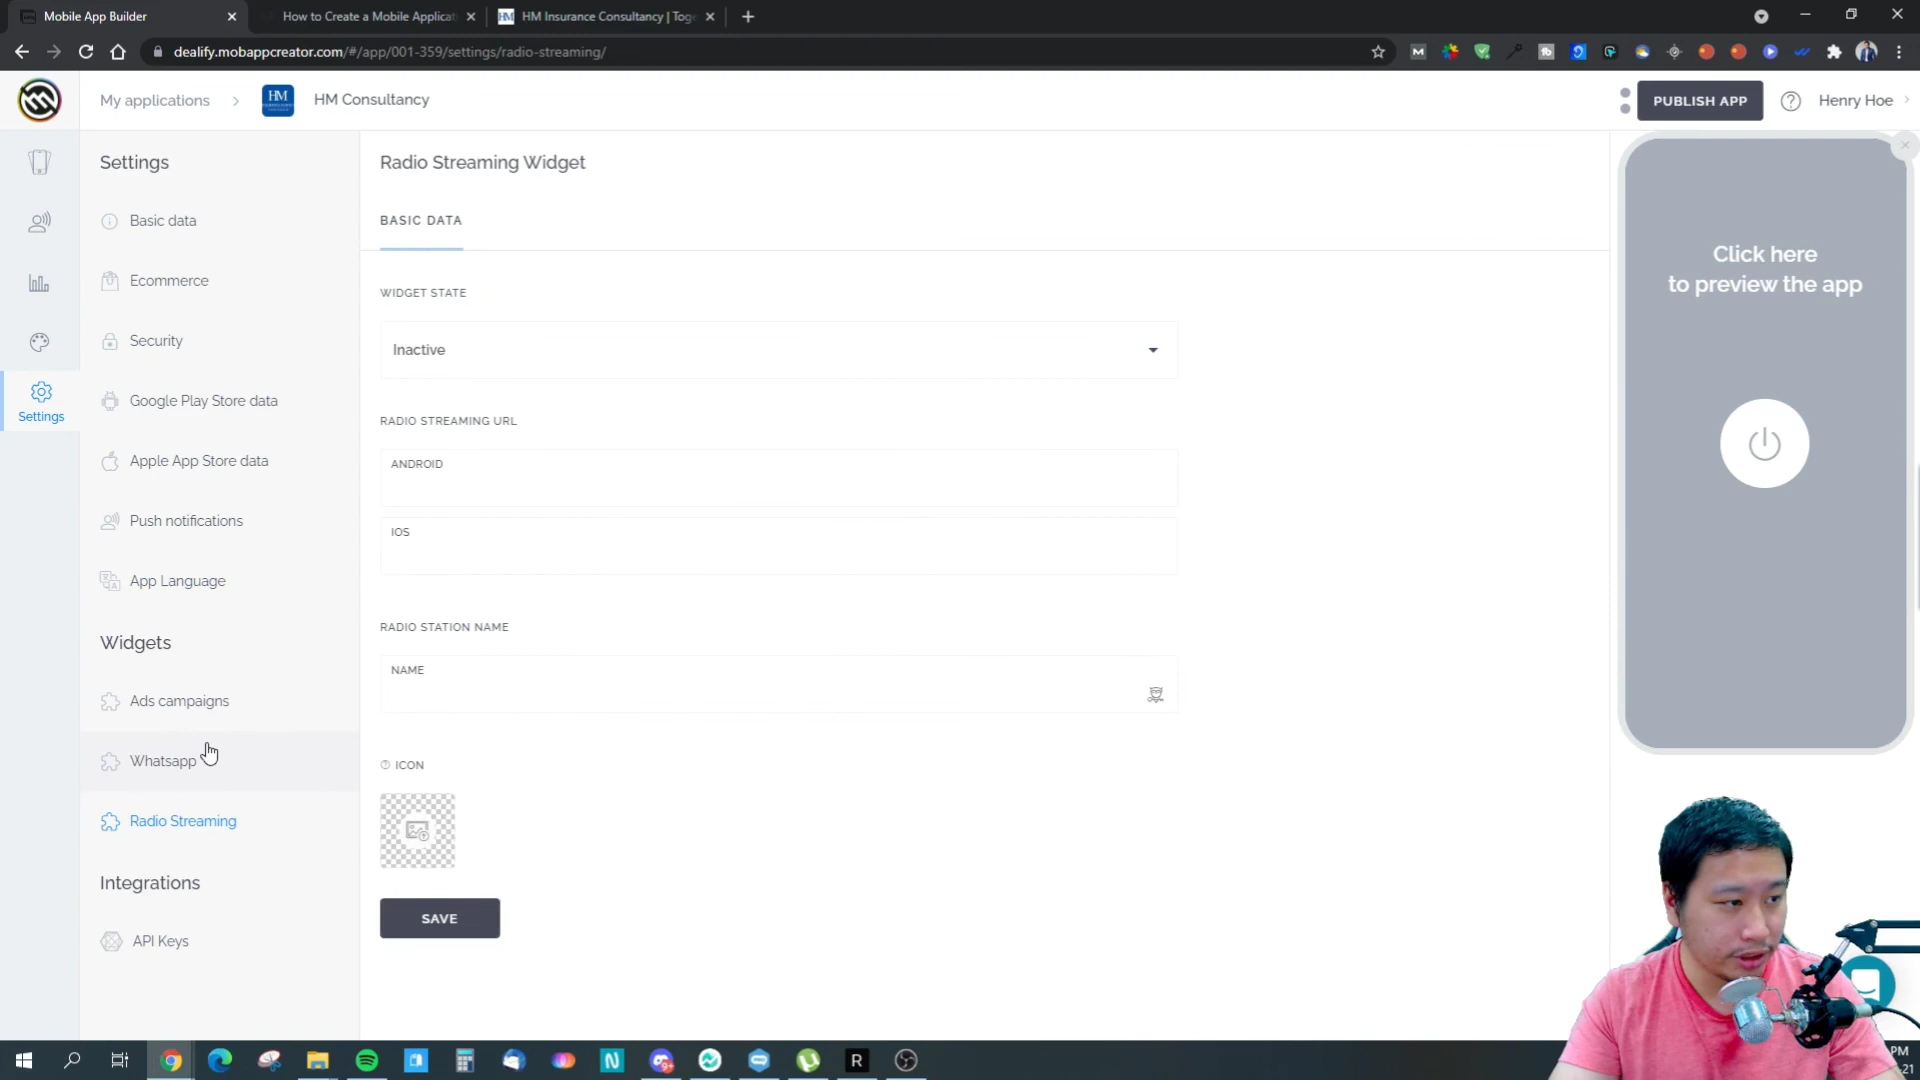 Mobile App Builder
How to Create a Mobile Applicat
HM
HM Insurance Consultancy | Toge
dealify.mobappcreator.com/#/app/001-359/settings/radio-streaming/
My applications
HM
HM Consultancy
PUBLISH APP
Henry Hoe
Settings
Basic data
Ecommerce
Security
Google Play Store data
Apple App Store data
Push notifications
App Language
Widgets
Ads campaigns
Whatsapp
Radio Streaming
Integrations
API Keys
Settings
Radio Streaming Widget
BASIC DATA
WIDGET STATE
Inactive
RADIO STREAMING URL
ANDROID
IOS
RADIO STATION NAME
NAME
ICON
SAVE
Click here
to preview the app
PM
-21